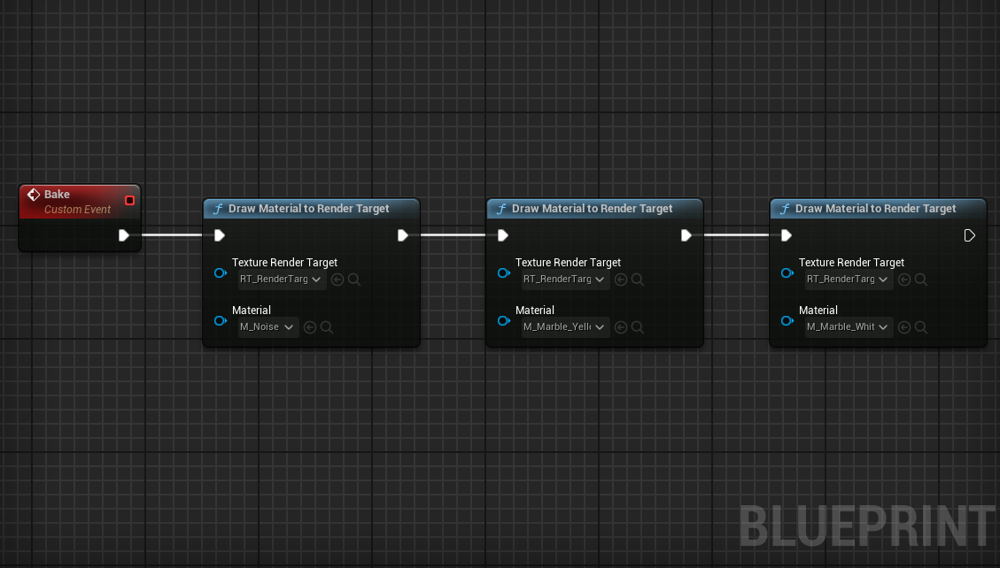 Bake
Custom Event
Draw Material to Render Target
Texture Render Target
RT_RenderTarg
Material
M_Noise
Draw Material to Render Target
Texture Render Target
RT_RenderTarg
Material
M_Marble_Yell
Draw Material to Render Target
Texture Render Target
RT_RenderTarg
Material
M_Marble_Whit
BLUEPRINT